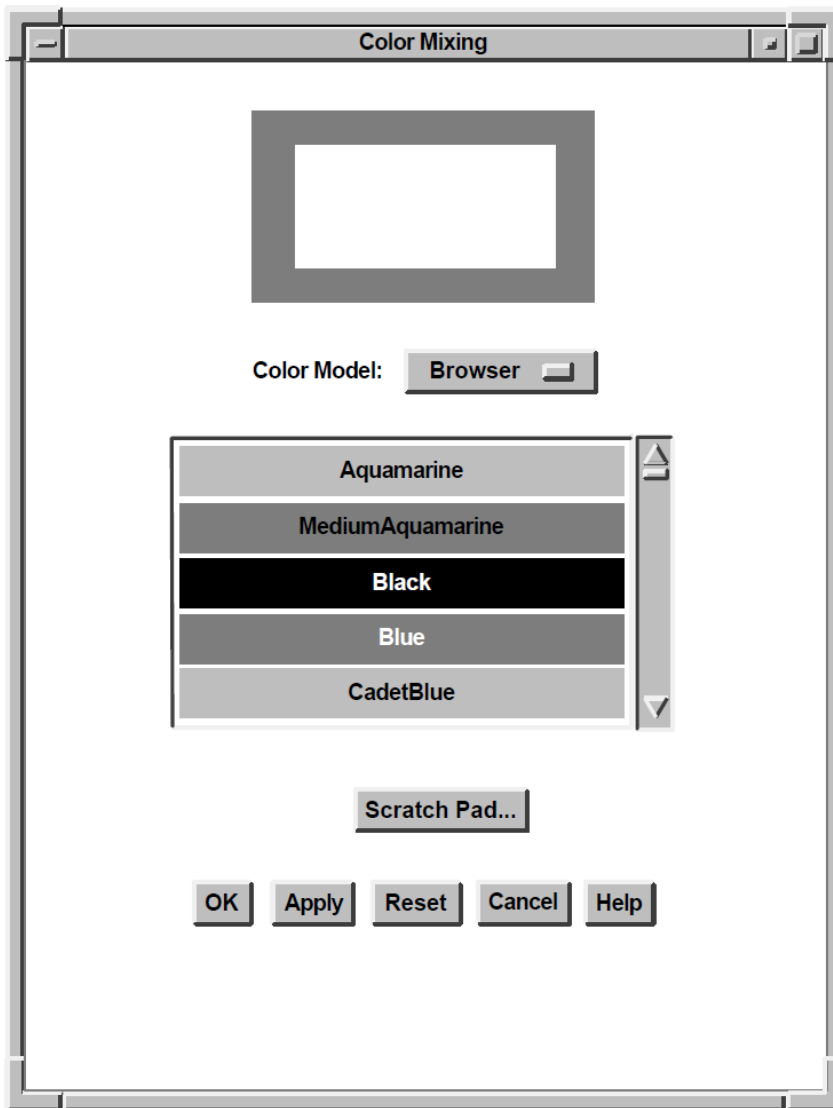 Color Mixing
Color Model: Browser
Aquamarine
MediumAquamarine
Black
Blue
CadetBlue
Scratch Pad...
OK Apply Reset Cancel Help